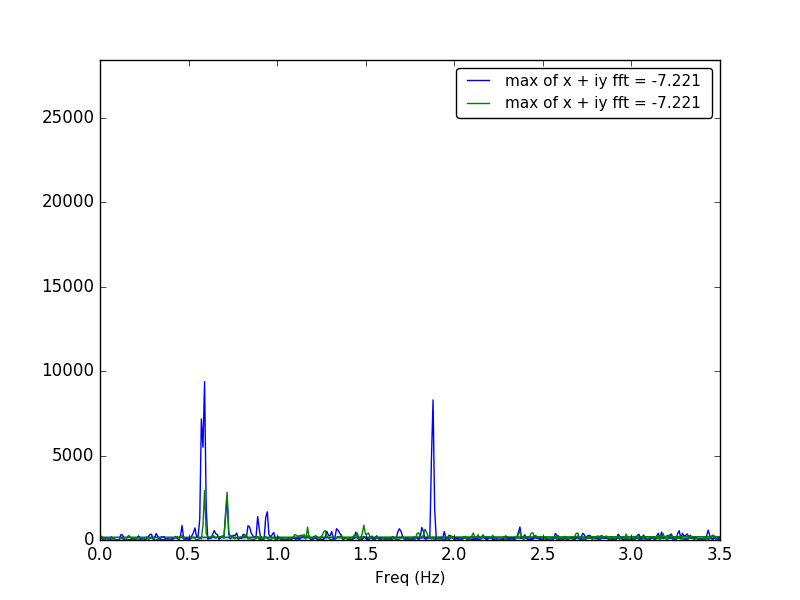 max of x + iy fft = -7.221
max of x + iy fft = -7.221
25000
20000
15000
10000
5000
0
0.0 0.5 1.0 1.5 2.0 2.5 3.0 3.5
Freq (Hz)